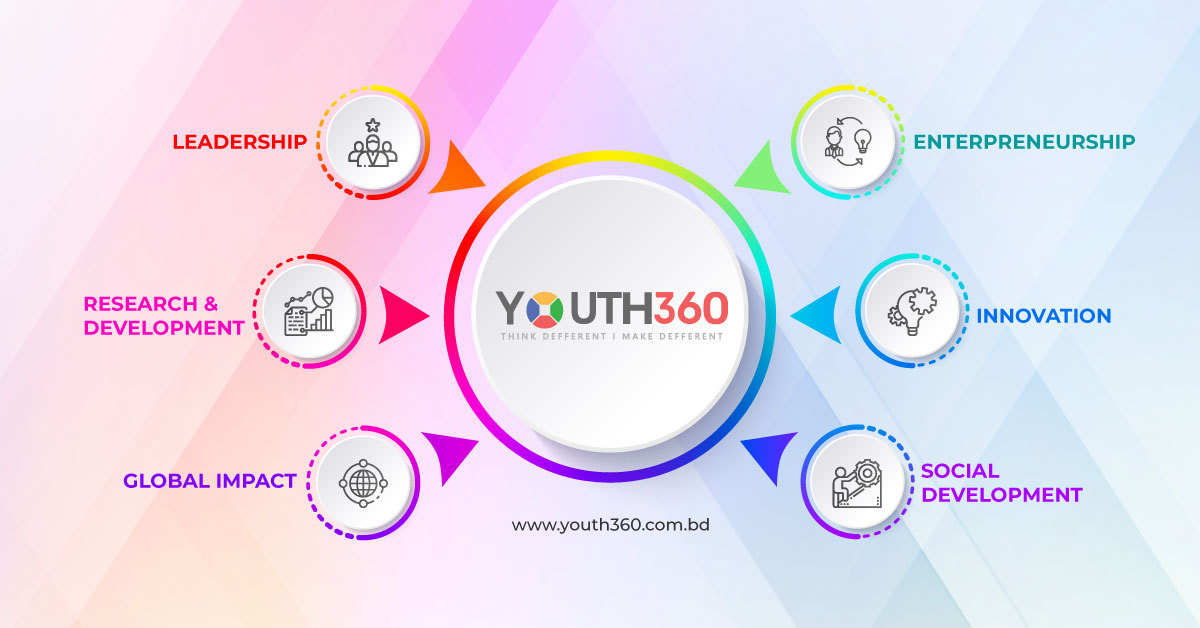 LEADERSHIP
RESEARCH &
DEVELOPMENT
GLOBAL IMPACT
YOUTH360
THINK DEFFERENT I MAKE DEFFERENT
www.youth360.com.bd
ENTERPRENEURSHIP
INNOVATION
SOCIAL
DEVELOPMENT